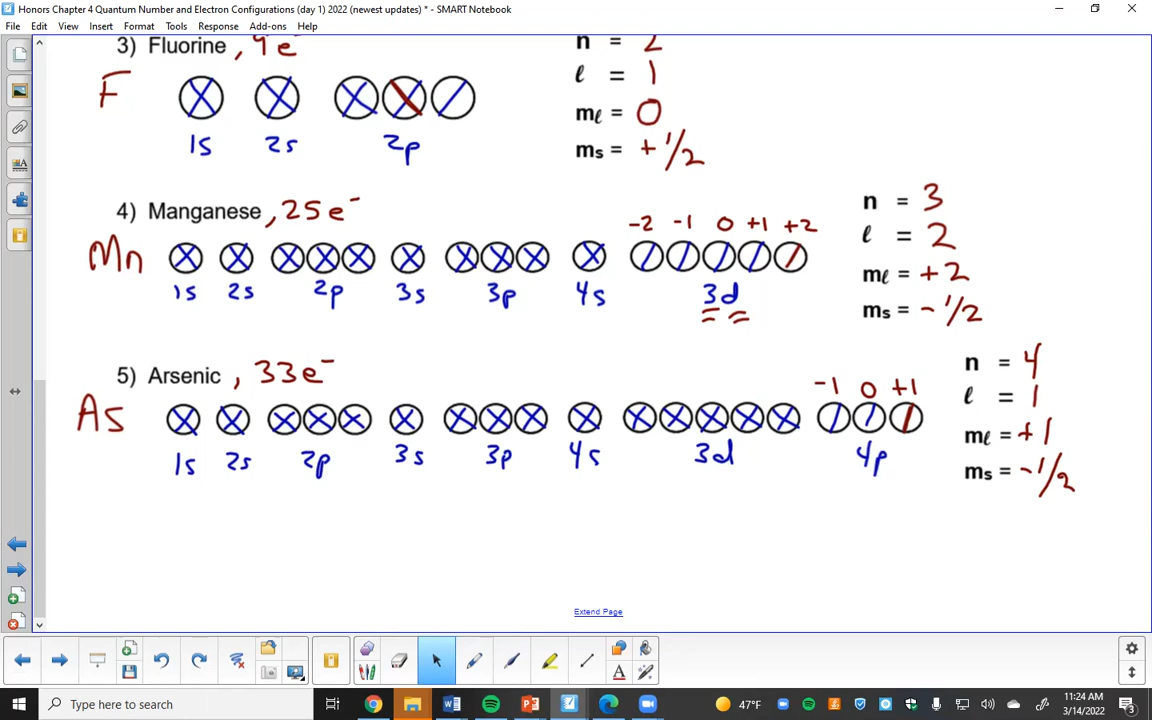 Honors Chapter 4 Quantum Number and Electron Configurations (day 1) 2022 (newest updates) * - SMART Notebook
File Edit View Insert Format Tools Response Add-ons Help
3) Fluorine , 9 e⁻
n = 2
F
ℓ = 1
mℓ = 0
1s 2s 2p
ms = + 1/2
4) Manganese , 25 e⁻
-2 -1 0 +1 +2
n = 3
Mn
ℓ = 2
1s 2s 2p 3s 3p 4s 3d
mℓ = +2
ms = - 1/2
5) Arsenic , 33 e⁻
-1 0 +1
n = 4
As
ℓ = 1
1s 2s 2p 3s 3p 4s 3d 4p
mℓ = +1
ms = - 1/2
Extend Page
Type here to search
47°F
11:24 AM
3/14/2022
3